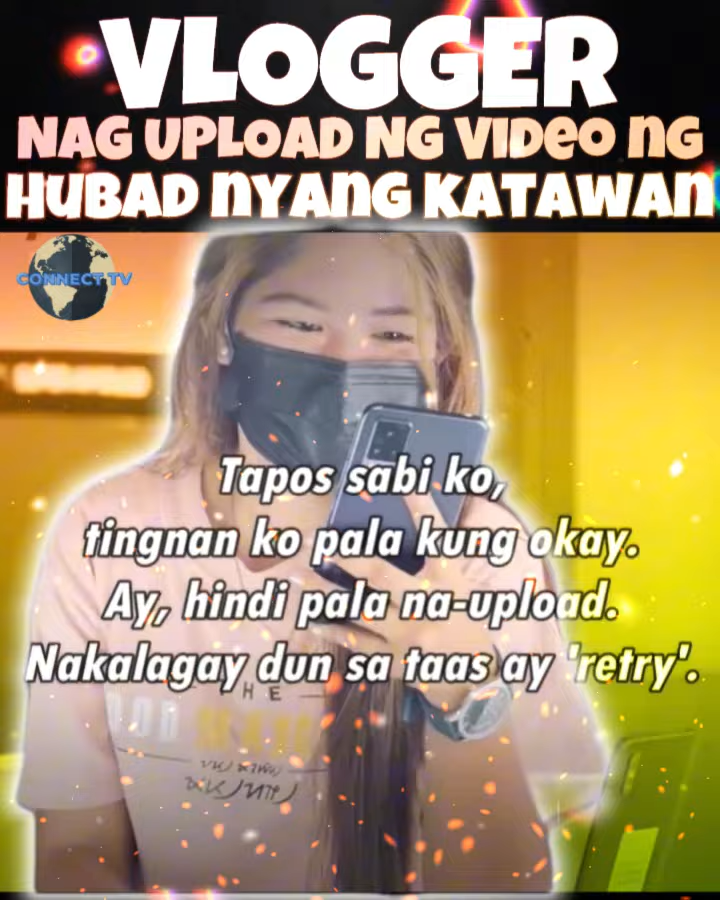 VLOGGER
NAG UPLOAD NG VIDEO NG
HUBAD NYANG KATAWAN
CONNECT TV
Tapos sabi ko,
tingnan ko pala kung okay.
Ay, hindi pala na-upload.
Nakalagay dun sa taas ay 'retry'.
H E